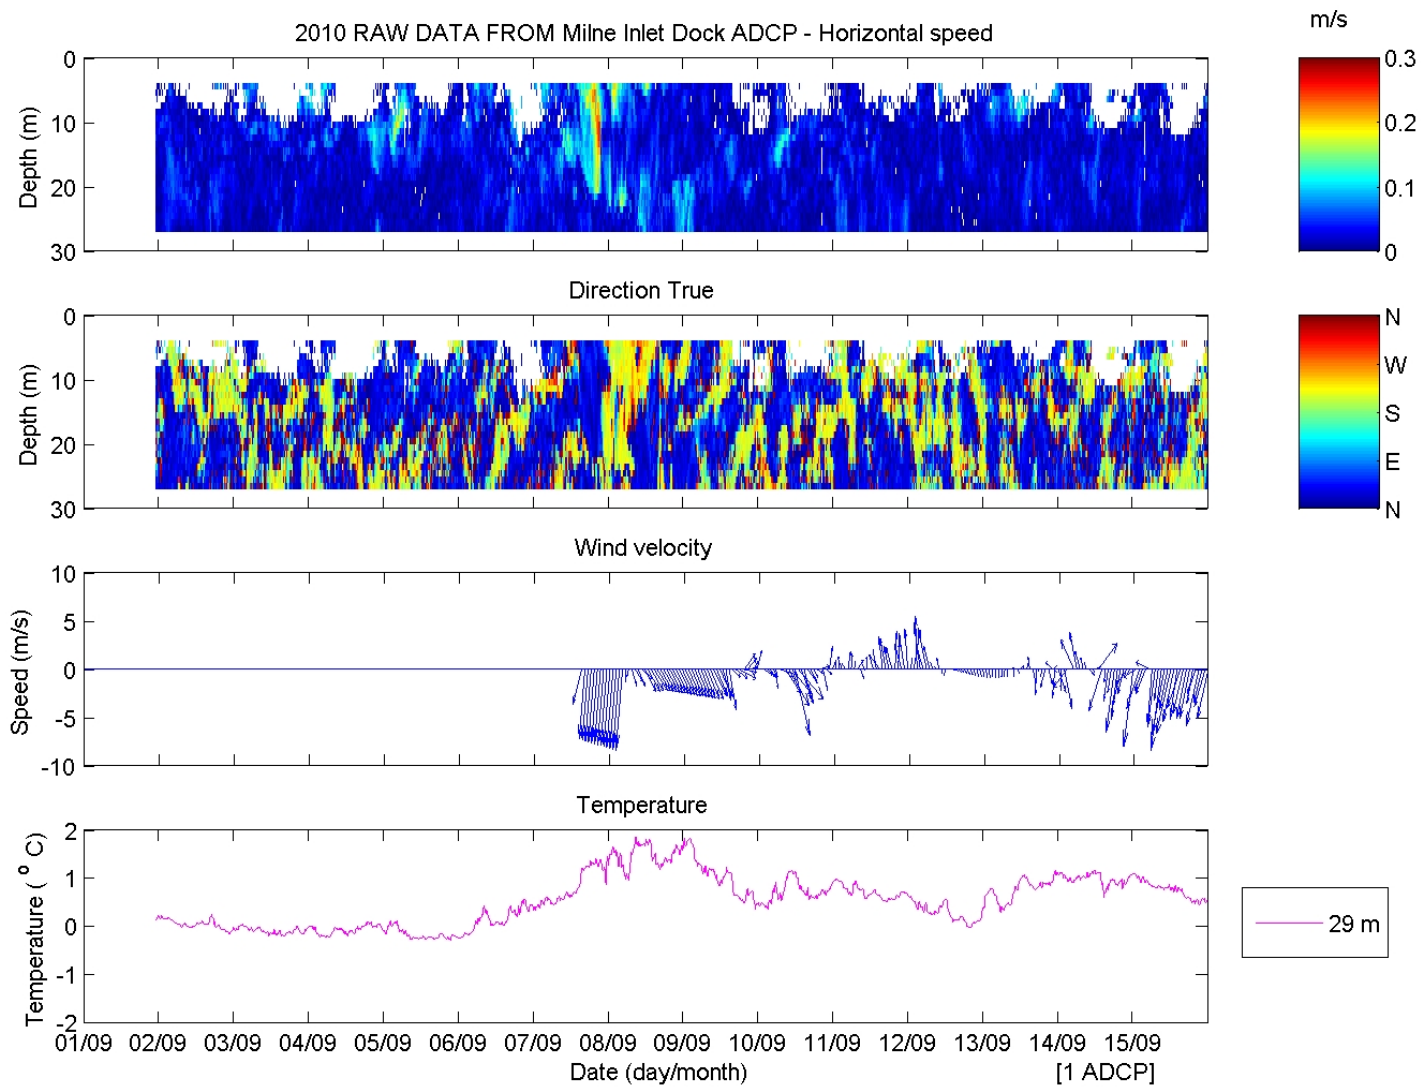 2010 RAW DATA FROM Milne Inlet Dock ADCP - Horizontal speed
m/s
0
10
20
30
Depth (m)
0.3
0.2
0.1
0
Direction True
0
10
20
30
Depth (m)
N
W
S
E
N
Wind velocity
10
5
0
-5
-10
Speed (m/s)
Temperature
2
1
0
-1
-2
Temperature ( ° C)
29 m
01/09 02/09 03/09 04/09 05/09 06/09 07/09 08/09 09/09 10/09 11/09 12/09 13/09 14/09 15/09
Date (day/month)
[1 ADCP]